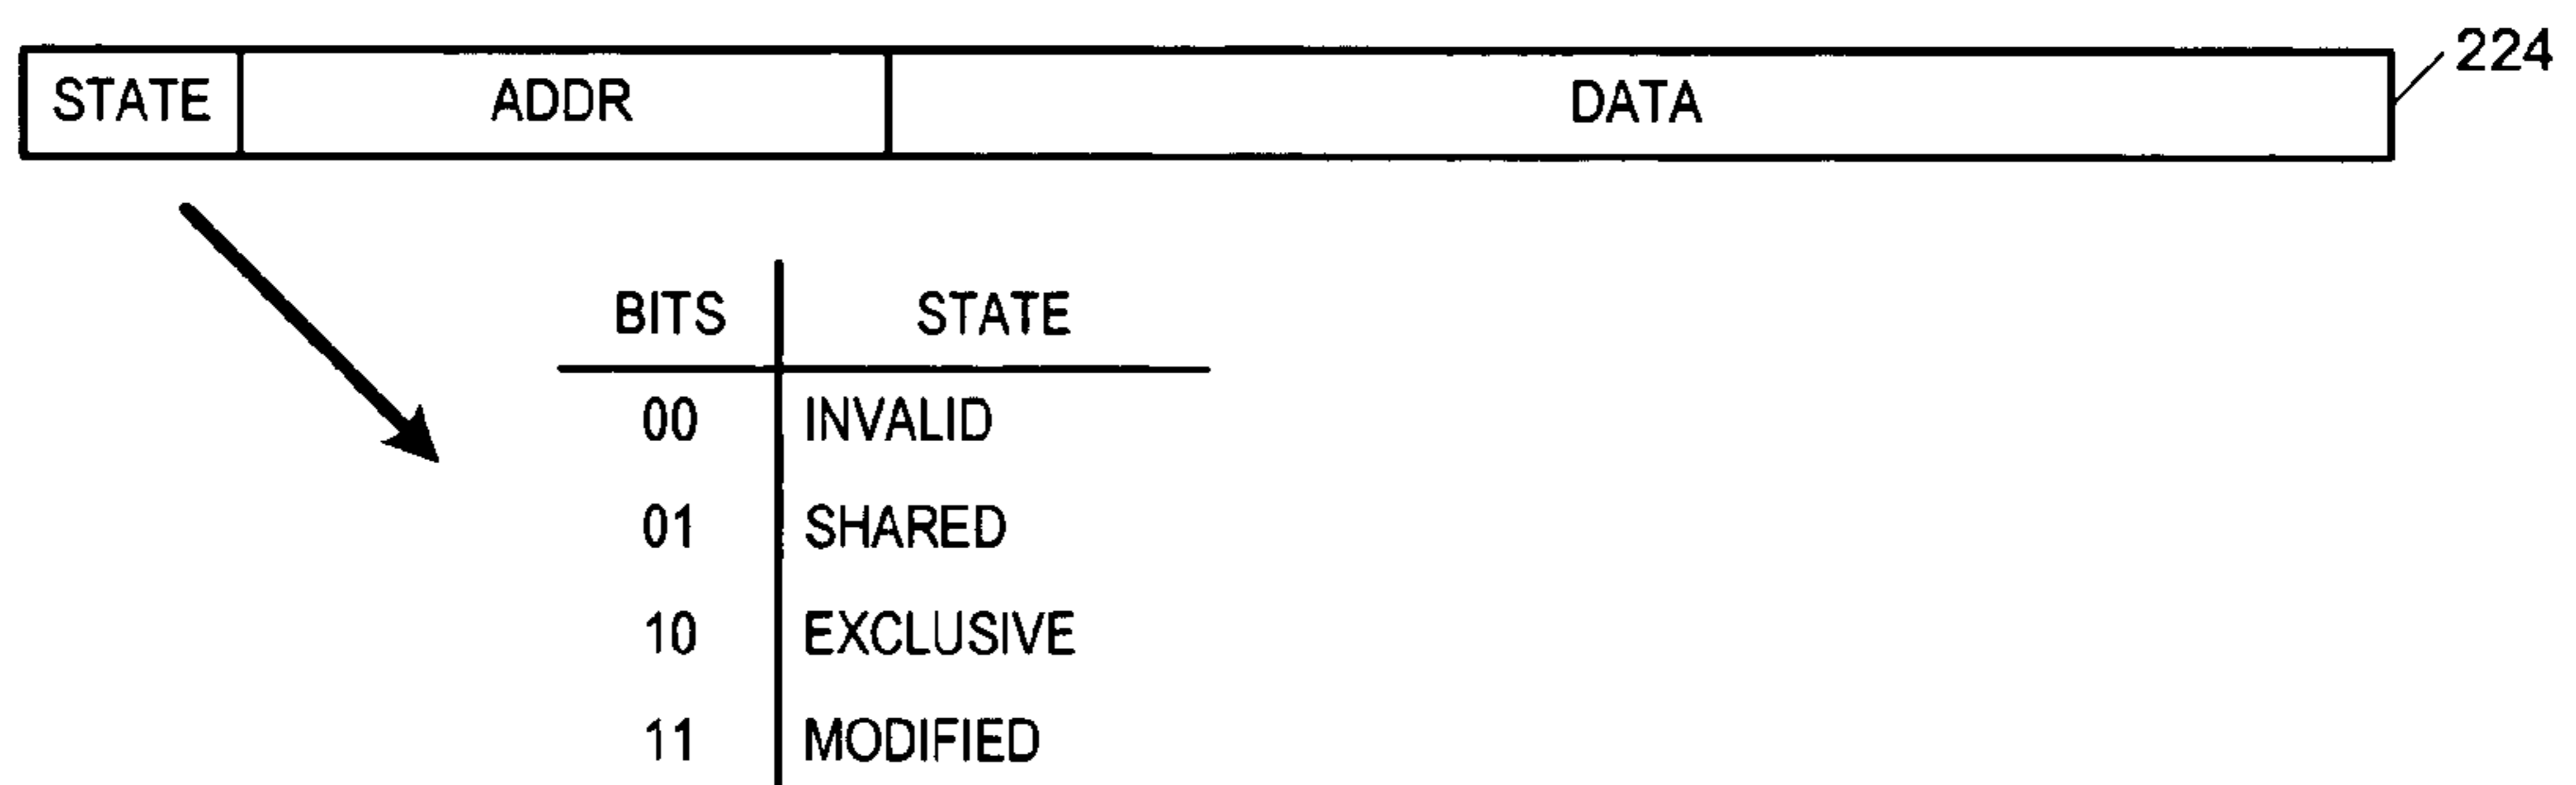 224
STATE ADDR DATA
BITS STATE
00 INVALID
01 SHARED
10 EXCLUSIVE
11 MODIFIED